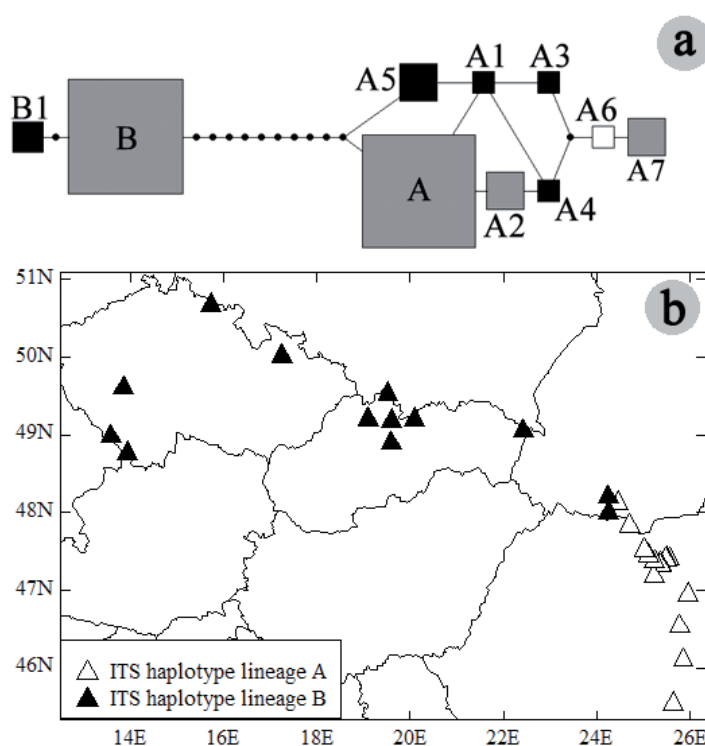 a
A5 A1 A3
B1 A6
B
A A2 A4 A7
b
51N
50N
49N
48N
47N
46N
ITS haplotype lineage A
ITS haplotype lineage B
14E 16E 18E 20E 22E 24E 26E